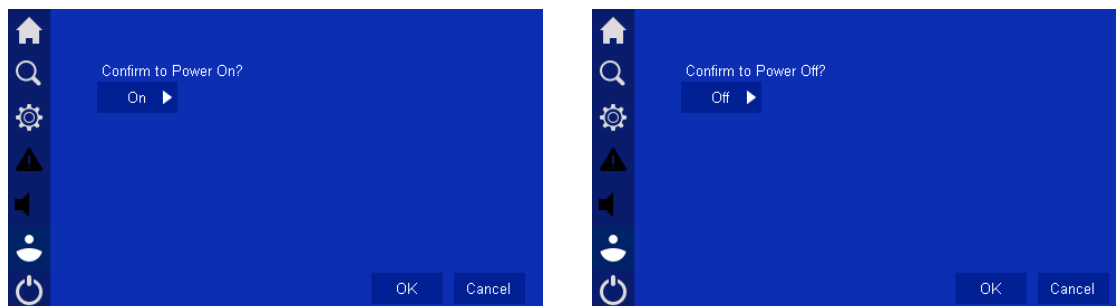 Confirm to Power On?
On
OK Cancel
Confirm to Power Off?
Off
OK Cancel